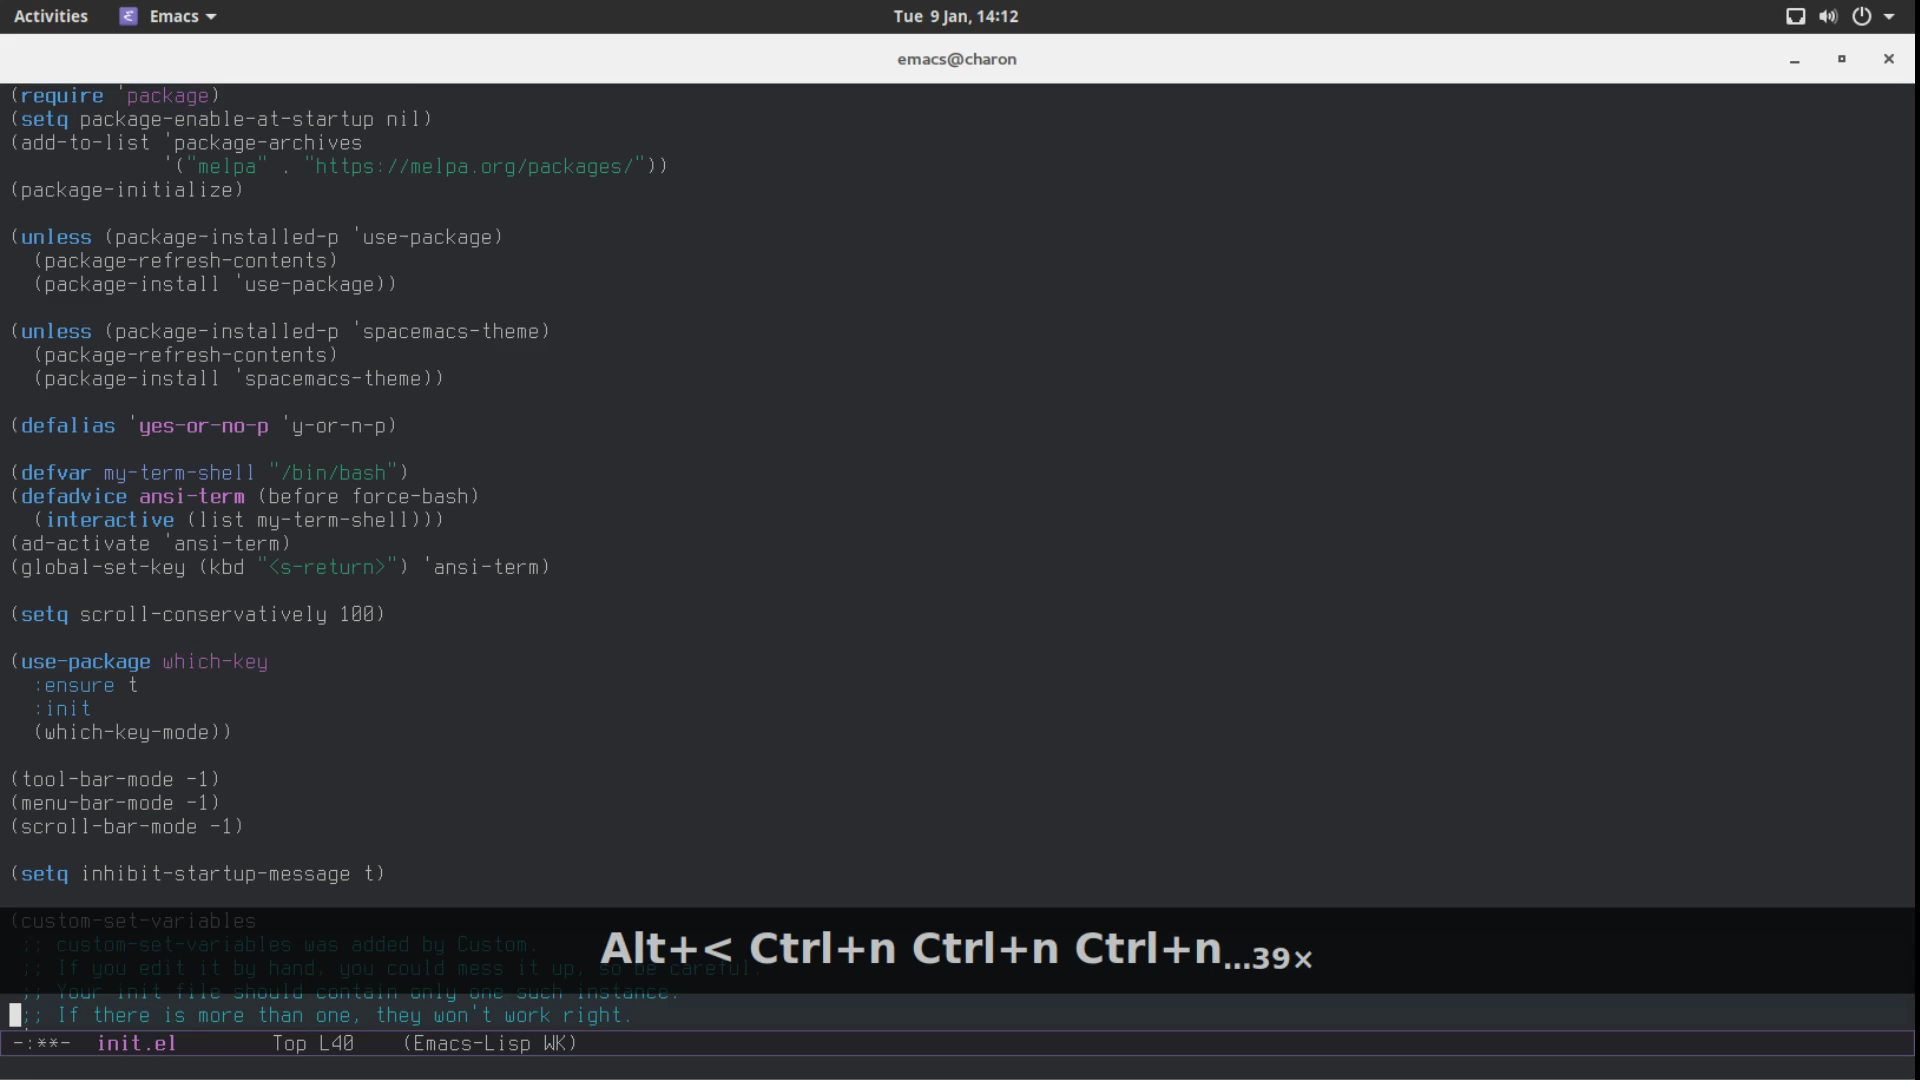 Activities Emacs Tue 9 Jan, 14:12
emacs@charon
(require 'package)
(setq package-enable-at-startup nil)
(add-to-list 'package-archives
'("melpa" . "https://melpa.org/packages/"))
(package-initialize)
(unless (package-installed-p 'use-package)
(package-refresh-contents)
(package-install 'use-package))
(unless (package-installed-p 'spacemacs-theme)
(package-refresh-contents)
(package-install 'spacemacs-theme))
(defalias 'yes-or-no-p 'y-or-n-p)
(defvar my-term-shell "/bin/bash")
(defadvice ansi-term (before force-bash)
(interactive (list my-term-shell)))
(ad-activate 'ansi-term)
(global-set-key (kbd "<s-return>") 'ansi-term)
(setq scroll-conservatively 100)
(use-package which-key
:ensure t
:init
(which-key-mode))
(tool-bar-mode -1)
(menu-bar-mode -1)
(scroll-bar-mode -1)
(setq inhibit-startup-message t)
(custom-set-variables
;; custom-set-variables was added by Custom.
;; If you edit it by hand, you could mess it up, so be careful.
;; Your init file should contain only one such instance.
;; If there is more than one, they won't work right.
Alt+< Ctrl+n Ctrl+n Ctrl+n...39×
-:**- init.el Top L40 (Emacs-Lisp WK)